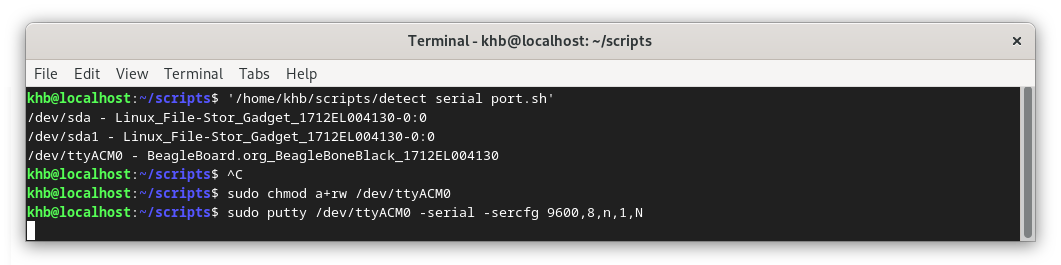 Terminal - khb@localhost: ~/scripts
×
File Edit View Terminal Tabs Help
khb@localhost:~/scripts$ '/home/khb/scripts/detect serial port.sh'
/dev/sda - Linux_File-Stor_Gadget_1712EL004130-0:0
/dev/sda1 - Linux_File-Stor_Gadget_1712EL004130-0:0
/dev/ttyACM0 - BeagleBoard.org_BeagleBoneBlack_1712EL004130
khb@localhost:~/scripts$ ^C
khb@localhost:~/scripts$ sudo chmod a+rw /dev/ttyACM0
khb@localhost:~/scripts$ sudo putty /dev/ttyACM0 -serial -sercfg 9600,8,n,1,N